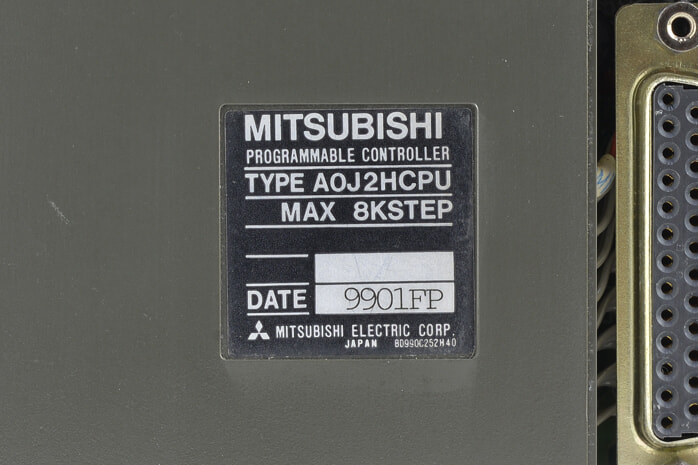 MITSUBISHI
PROGRAMMABLE CONTROLLER
TYPE A0J2HCPU
MAX 8KSTEP
DATE 9901FP
MITSUBISHI ELECTRIC CORP.
JAPAN BD990C252H40